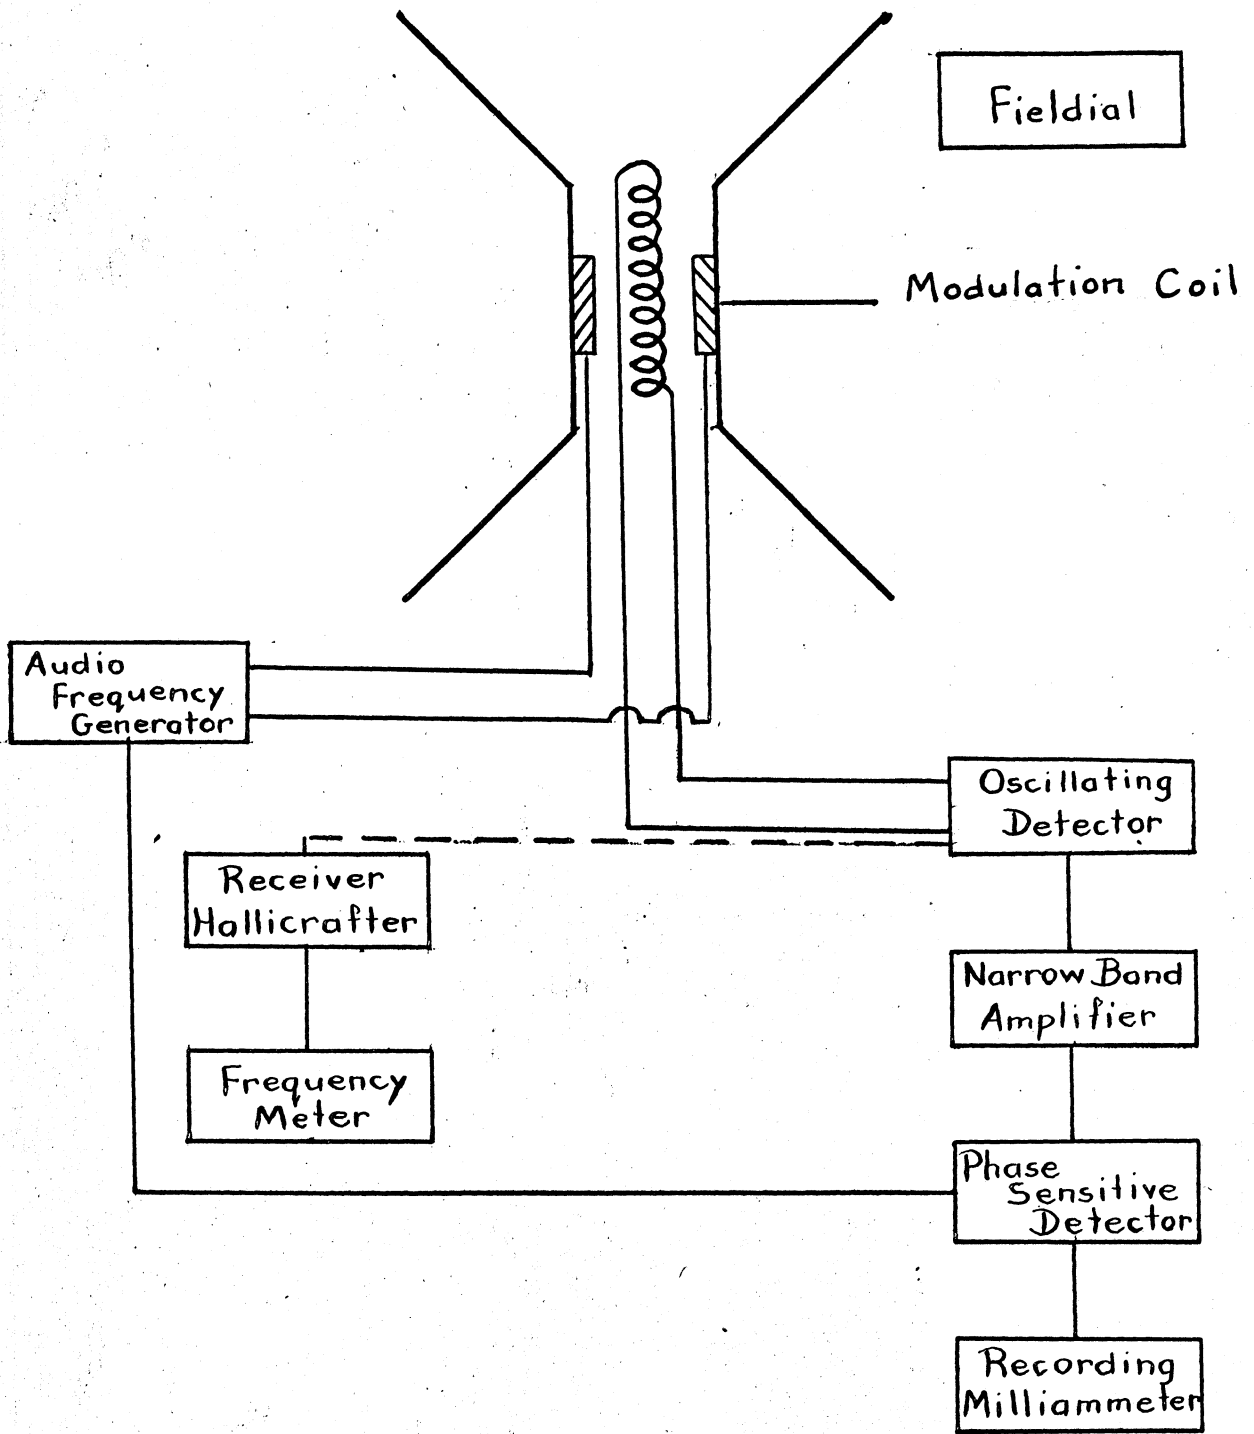 Fieldial
Modulation Coil
Audio
Frequency
Generator
Oscillating
Detector
Receiver
Hallicrafter
Narrow Band
Amplifier
Frequency
Meter
Phase
Sensitive
Detector
Recording
Milliammeter